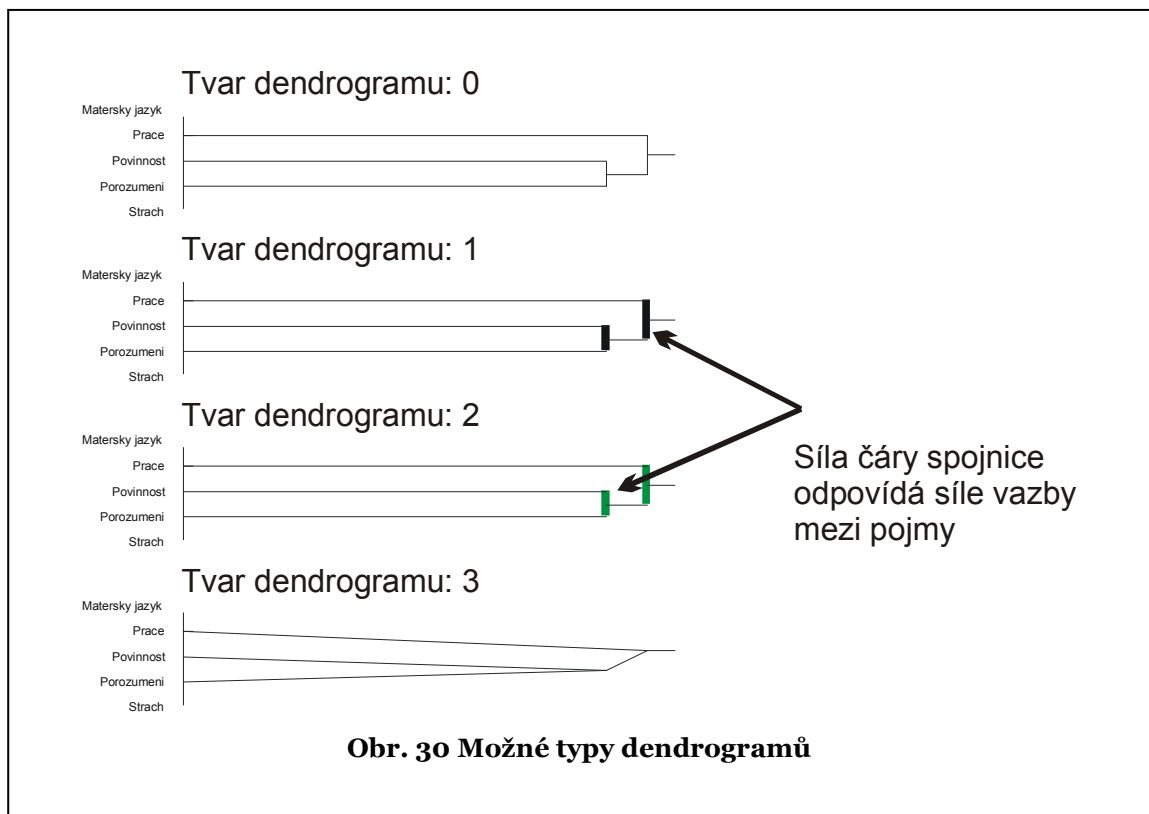 Tvar dendrogramu: 0
Matersky jazyk
Prace
Povinnost
Porozumeni
Strach
Tvar dendrogramu: 1
Matersky jazyk
Prace
Povinnost
Porozumeni
Strach
Tvar dendrogramu: 2
Matersky jazyk
Prace
Povinnost
Porozumeni
Strach
Síla čáry spojnice
odpovídá síle vazby
mezi pojmy
Tvar dendrogramu: 3
Matersky jazyk
Prace
Povinnost
Porozumeni
Strach
Obr. 30 Možné typy dendrogramů